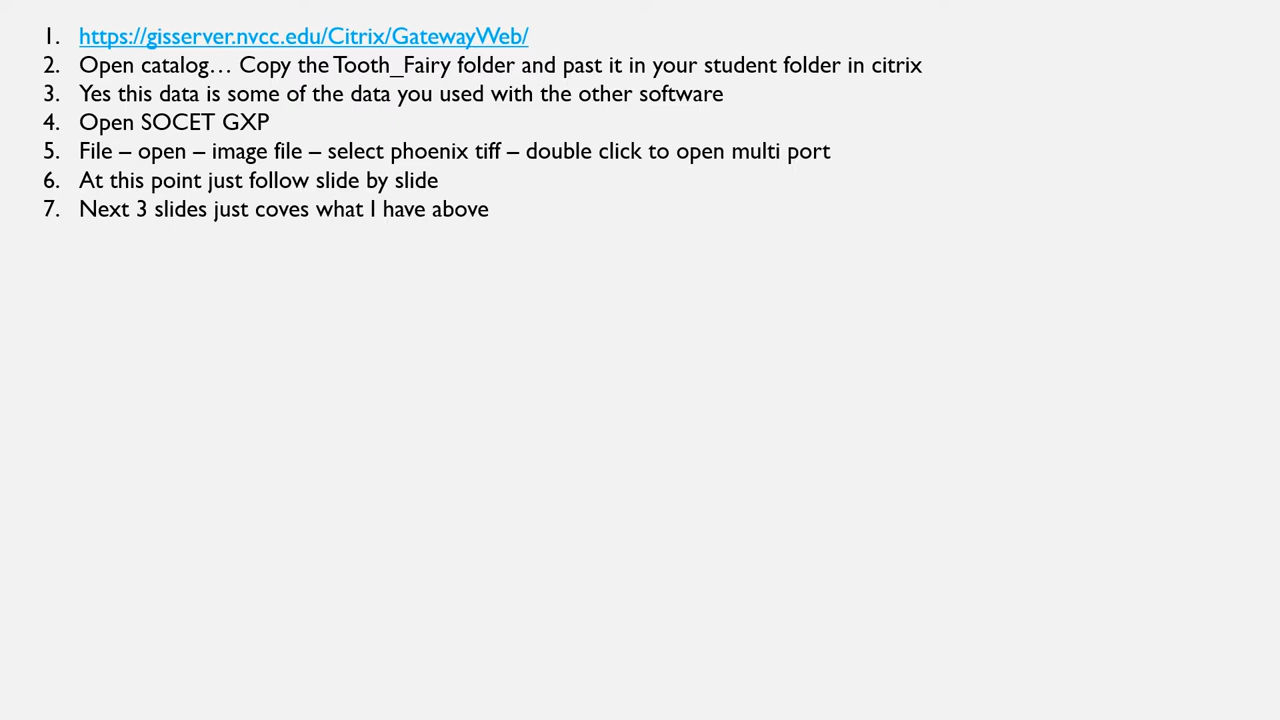 1. https://gisserver.nvcc.edu/Citrix/GatewayWeb/
2. Open catalog… Copy the Tooth_Fairy folder and past it in your student folder in citrix
3. Yes this data is some of the data you used with the other software
4. Open SOCET GXP
5. File – open – image file – select phoenix tiff – double click to open multi port
6. At this point just follow slide by slide
7. Next 3 slides just coves what I have above